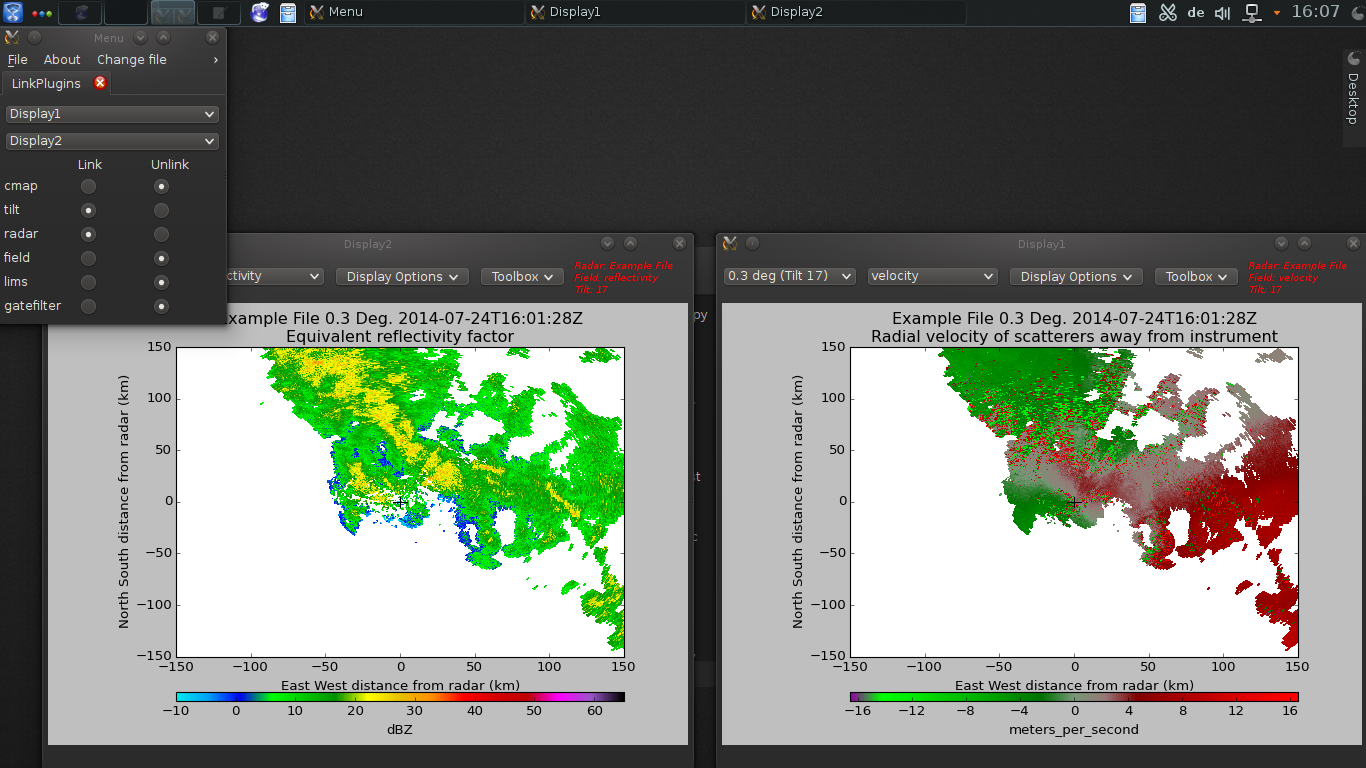 Menu
Display1
Display2
de
16:07
Desktop
Menu
File About Change file ›
LinkPlugins
Display1
Display2
Link Unlink
cmap
tilt
radar
field
lims
gatefilter
Display2
ctivity Display Options Toolbox
Radar: Example File
Field: reflectivity
Tilt: 17
xample File 0.3 Deg. 2014-07-24T16:01:28Z
Equivalent reflectivity factor
North South distance from radar (km)
150
100
50
0
−50
−100
−150
−150 −100 −50 0 50 100 150
East West distance from radar (km)
−10 0 10 20 30 40 50 60
dBZ
py
st
c
Display1
0.3 deg (Tilt 17) velocity Display Options Toolbox
Radar: Example File
Field: velocity
Tilt: 17
Example File 0.3 Deg. 2014-07-24T16:01:28Z
Radial velocity of scatterers away from instrument
North South distance from radar (km)
150
100
50
0
−50
−100
−150
−150 −100 −50 0 50 100 150
East West distance from radar (km)
−16 −12 −8 −4 0 4 8 12 16
meters_per_second